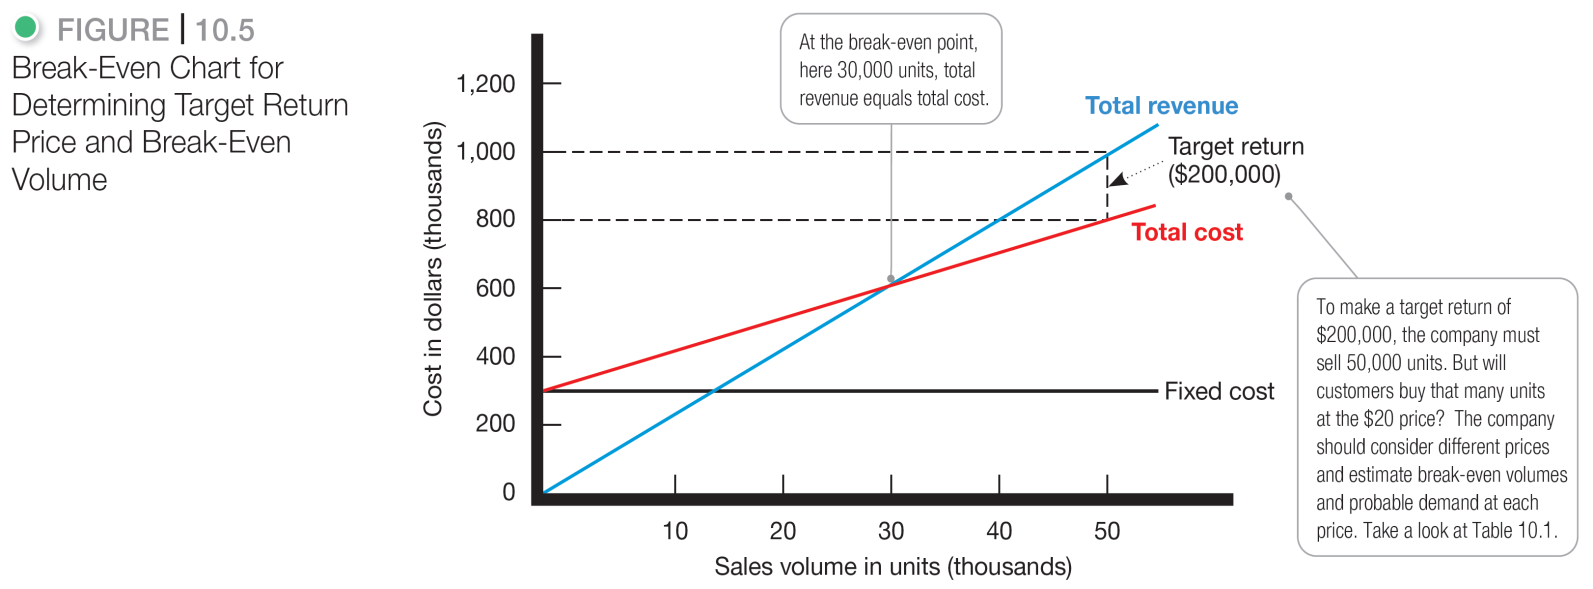 FIGURE | 10.5
Break-Even Chart for
Determining Target Return
Price and Break-Even
Volume
At the break-even point,
here 30,000 units, total
revenue equals total cost.
Cost in dollars (thousands)
1,200
1,000
800
600
400
200
0
Total revenue
Target return
($200,000)
Total cost
Fixed cost
10
20
30
40
50
Sales volume in units (thousands)
To make a target return of
$200,000, the company must
sell 50,000 units. But will
customers buy that many units
at the $20 price? The company
should consider different prices
and estimate break-even volumes
and probable demand at each
price. Take a look at Table 10.1.